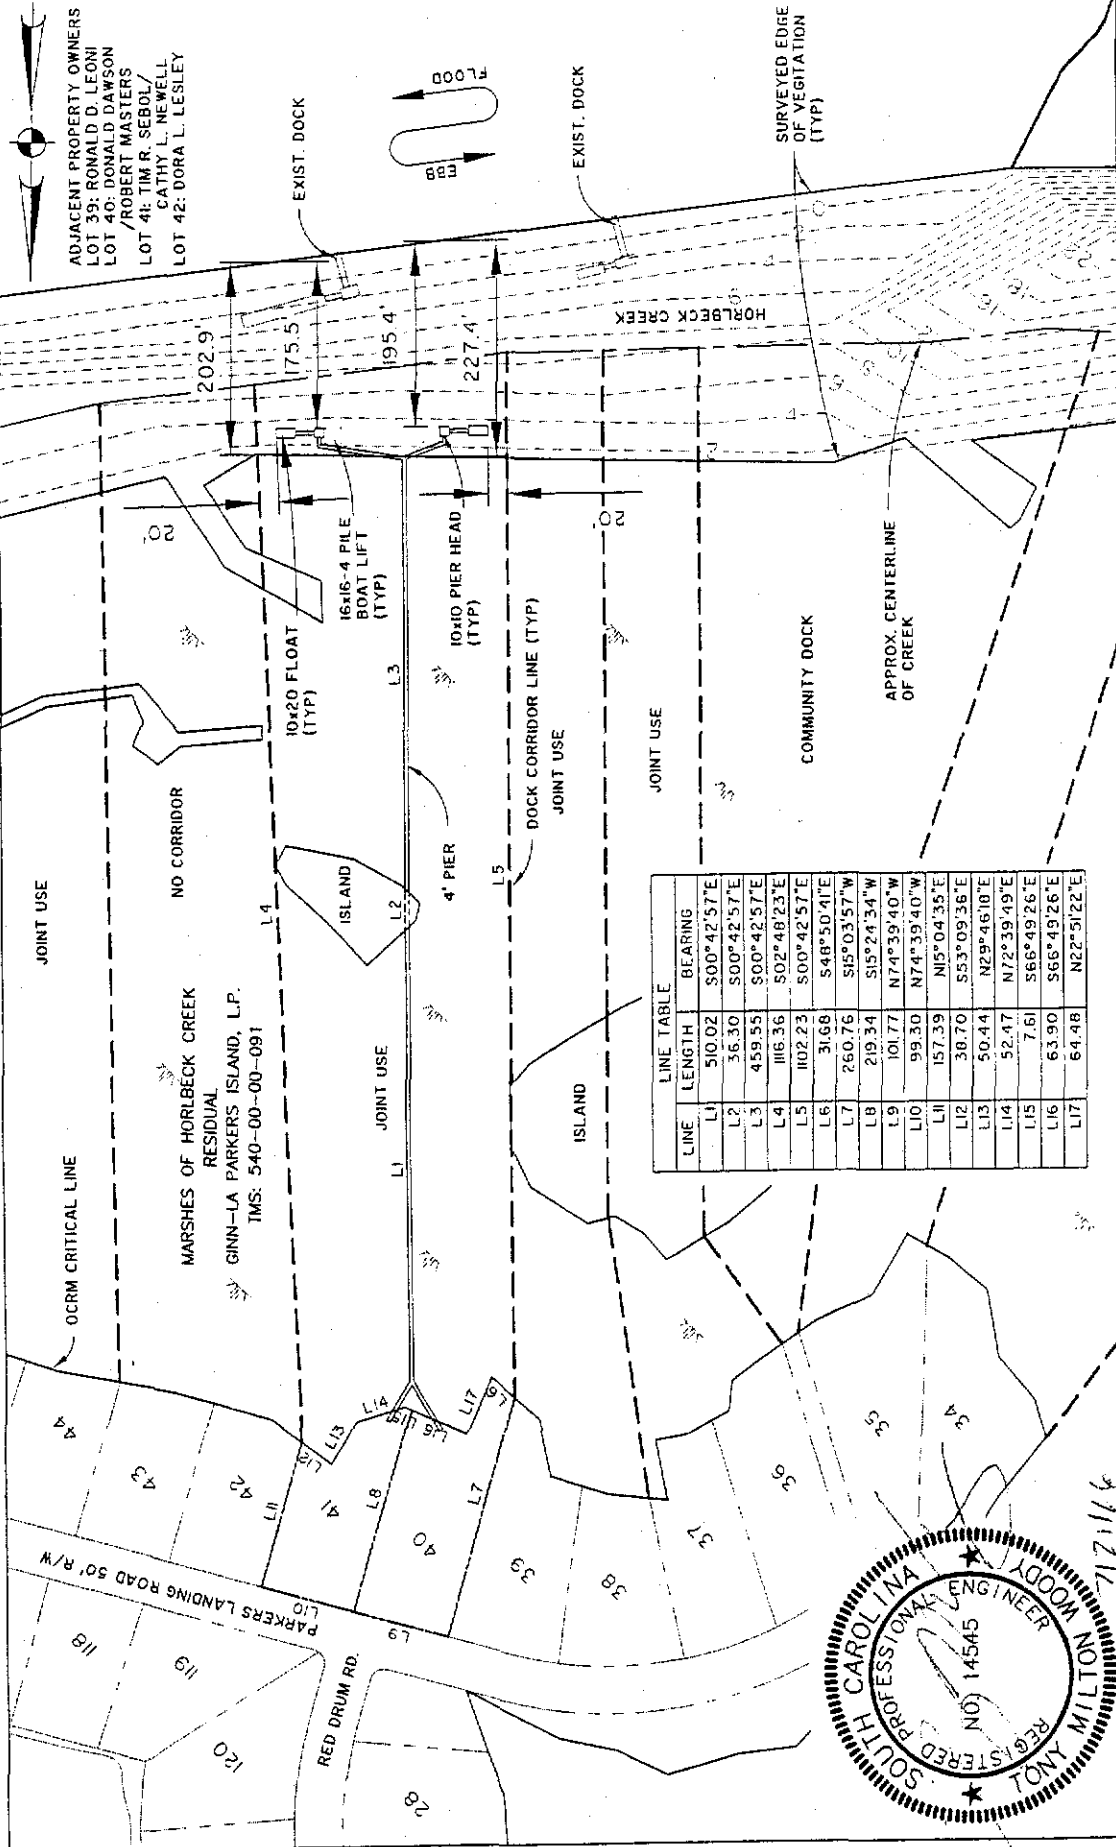 ADJACENT PROPERTY OWNERS
LOT 39: RONALD D. LEONI
LOT 40: DONALD DAWSON
/ROBERT MASTERS
LOT 41: TIM R. SEBOL/
CATHY L. NEWELL
LOT 42: DORA L. LESLEY
EXIST. DOCK
FLOOD
EBB
EXIST. DOCK
SURVEYED EDGE
OF VEGITATION
(TYP)
202.9'
175.5'
195.4'
227.4'
HORLBECK CREEK
0
2
4
6
20'
20'
10x20 FLOAT
(TYP)
16x16-4 PILE
BOAT LIFT
(TYP)
10x10 PIER HEAD
(TYP)
L3
DOCK CORRIDOR LINE (TYP)
JOINT USE
JOINT USE
COMMUNITY DOCK
APPROX. CENTERLINE
OF CREEK
JOINT USE
NO CORRIDOR
L4
ISLAND
L2
4' PIER
L5
OCRM CRITICAL LINE
MARSHES OF HORLBECK CREEK
RESIDUAL
GINN-LA PARKERS ISLAND, L.P.
TMS: 540-00-00-091
JOINT USE
L1
ISLAND
LINE TABLE
LINE LENGTH BEARING
L1 510.02 S00°42'57"E
L2 36.30 S00°42'57"E
L3 459.55 S00°42'57"E
L4 1116.36 S02°48'23"E
L5 1102.23 S00°42'57"E
L6 31.68 S48°50'41"E
L7 260.76 S15°03'57"W
L8 219.34 S15°24'34"W
L9 101.77 N74°39'40"W
L10 99.30 N74°39'40"W
L11 157.39 N15°04'35"E
L12 38.70 S53°09'36"E
L13 50.44 N29°46'18"E
L14 52.47 N72°39'49"E
L15 7.61 S66°49'26"E
L16 63.90 S66°49'26"E
L17 64.48 N22°51'22"E
44
43
42
41
40
39
38
37
36
35
34
L12
L13
L14
L15
L16
L17
L6
L11
L8
L7
L10
L9
PARKERS LANDING ROAD 50' R/W
118
119
120
RED DRUM RD.
28
SOUTH CAROLINA
REGISTERED PROFESSIONAL ENGINEER
NO. 14545
TONY MILTON MOODY